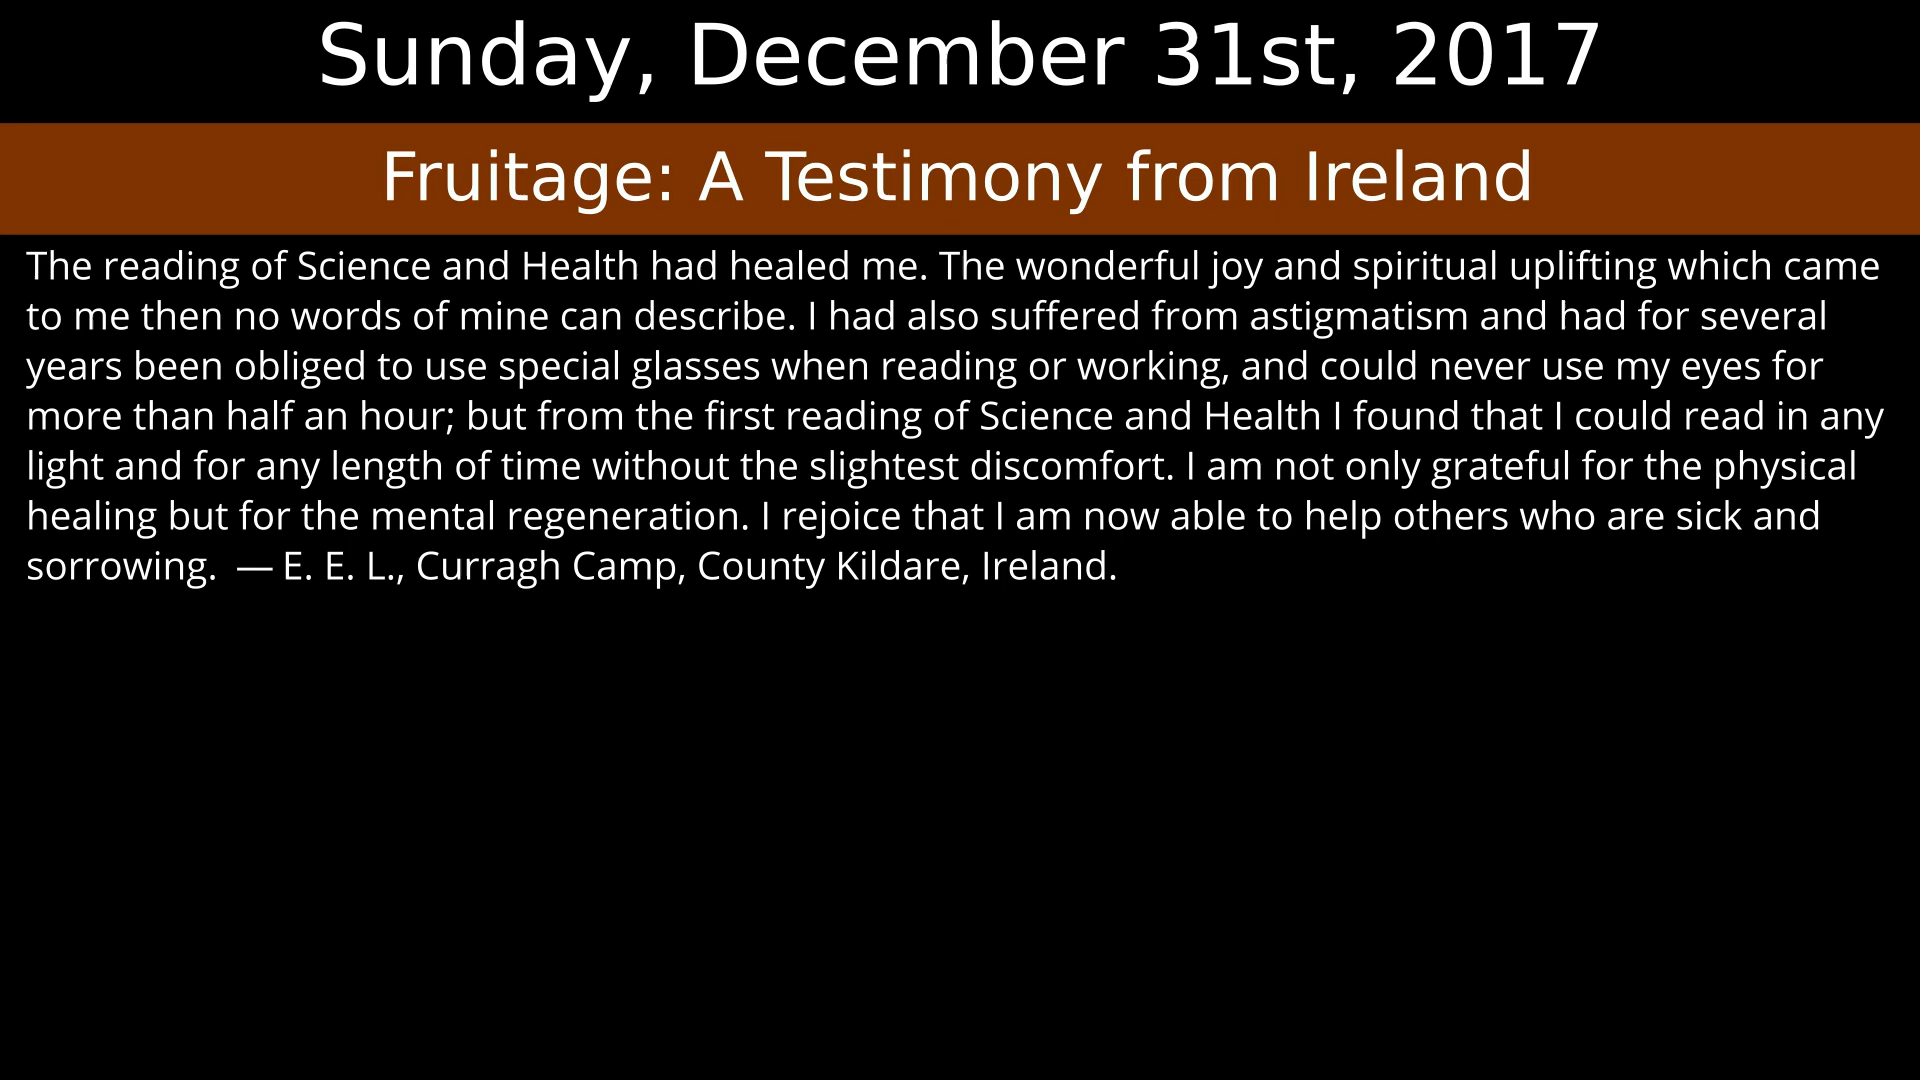 Sunday, December 31st, 2017
Fruitage: A Testimony from Ireland
The reading of Science and Health had healed me. The wonderful joy and spiritual uplifting which came
to me then no words of mine can describe. I had also suffered from astigmatism and had for several
years been obliged to use special glasses when reading or working, and could never use my eyes for
more than half an hour; but from the first reading of Science and Health I found that I could read in any
light and for any length of time without the slightest discomfort. I am not only grateful for the physical
healing but for the mental regeneration. I rejoice that I am now able to help others who are sick and
sorrowing.  — E. E. L., Curragh Camp, County Kildare, Ireland.